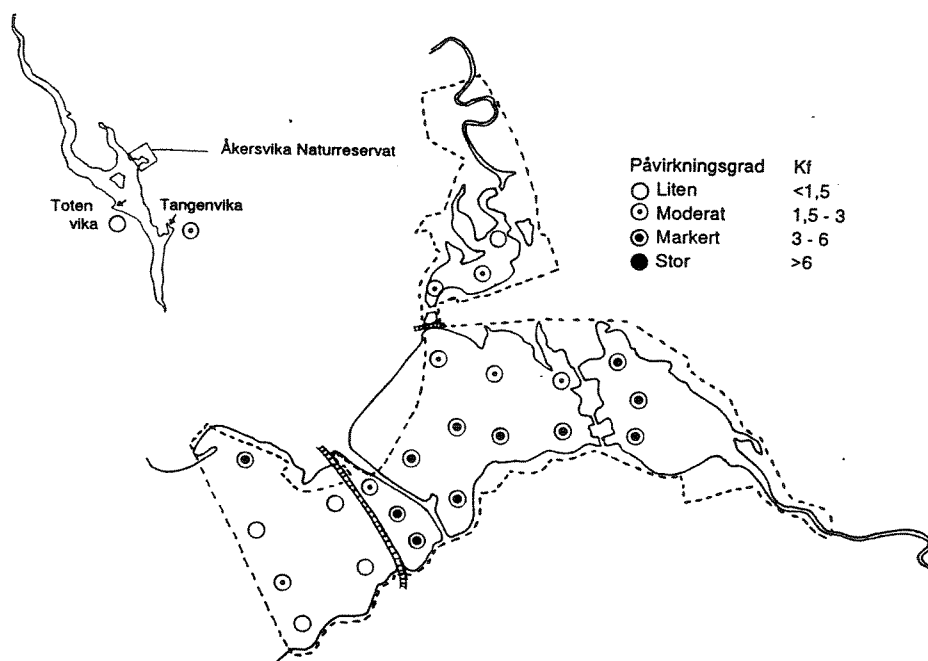 Åkersvika Naturreservat
Toten
vika
Tangenvika
Påvirkningsgrad Kf
Liten <1,5
Moderat 1,5 - 3
Markert 3 - 6
Stor >6